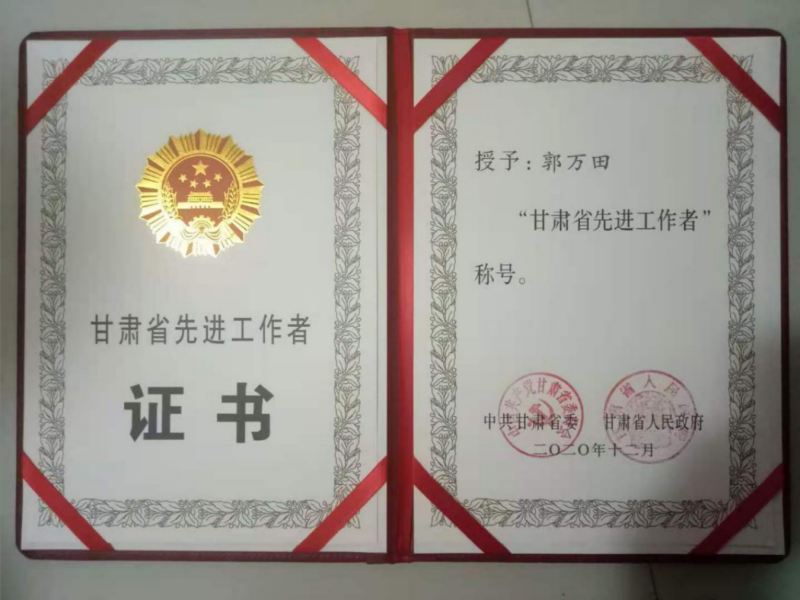 甘肃省先进工作者
证书
授予：郭万田
“甘肃省先进工作者”
称号。
中共甘肃省委 甘肃省人民政府
二〇二〇年十二月